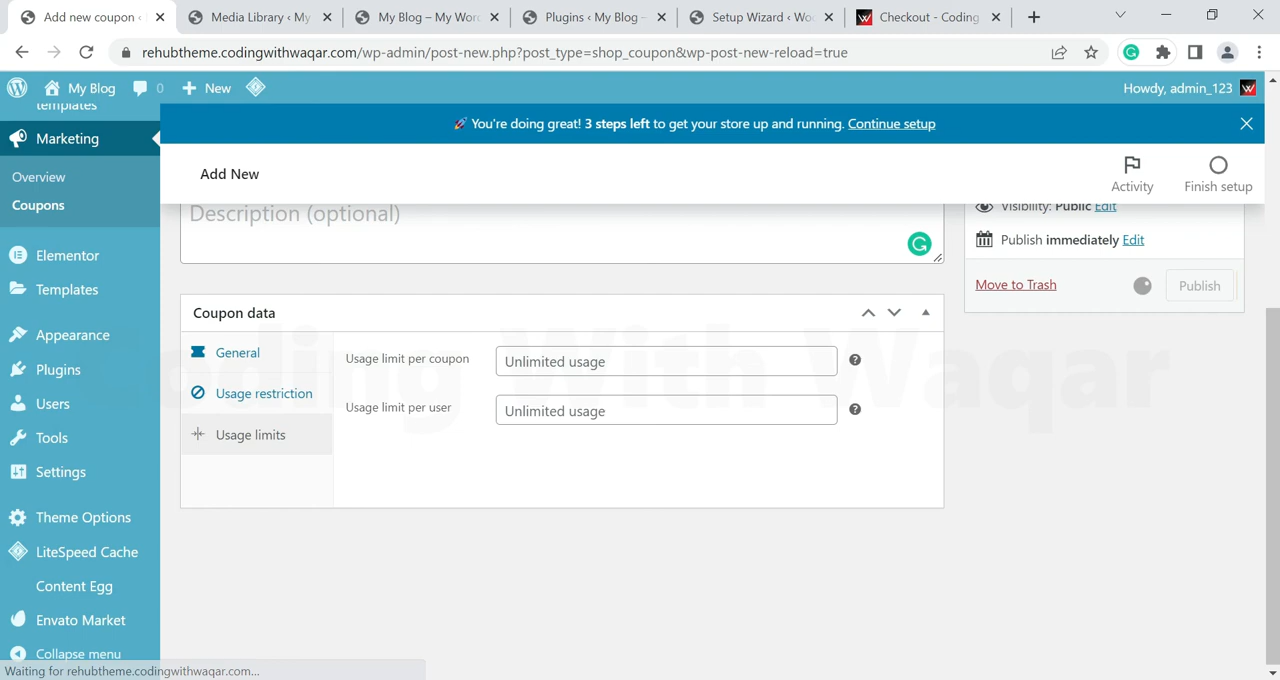 Add new coupon ‹
Media Library ‹ My
My Blog – My Wor
Plugins ‹ My Blog –
Setup Wizard ‹ Wo
Checkout - Coding
rehubtheme.codingwithwaqar.com/wp-admin/post-new.php?post_type=shop_coupon&wp-post-new-reload=true
My Blog
0
New
Howdy, admin_123
templates
Marketing
Overview
Coupons
Elementor
Templates
Appearance
Plugins
Users
Tools
Settings
Theme Options
LiteSpeed Cache
Content Egg
Envato Market
Collapse menu
🚀 You're doing great! 3 steps left to get your store up and running. Continue setup
Add New
Activity
Finish setup
Description (optional)
Visibility: Public Edit
Publish immediately Edit
Move to Trash
Publish
Coupon data
General
Usage restriction
Usage limits
Usage limit per coupon
Unlimited usage
Usage limit per user
Unlimited usage
Coding With Waqar
Waiting for rehubtheme.codingwithwaqar.com...